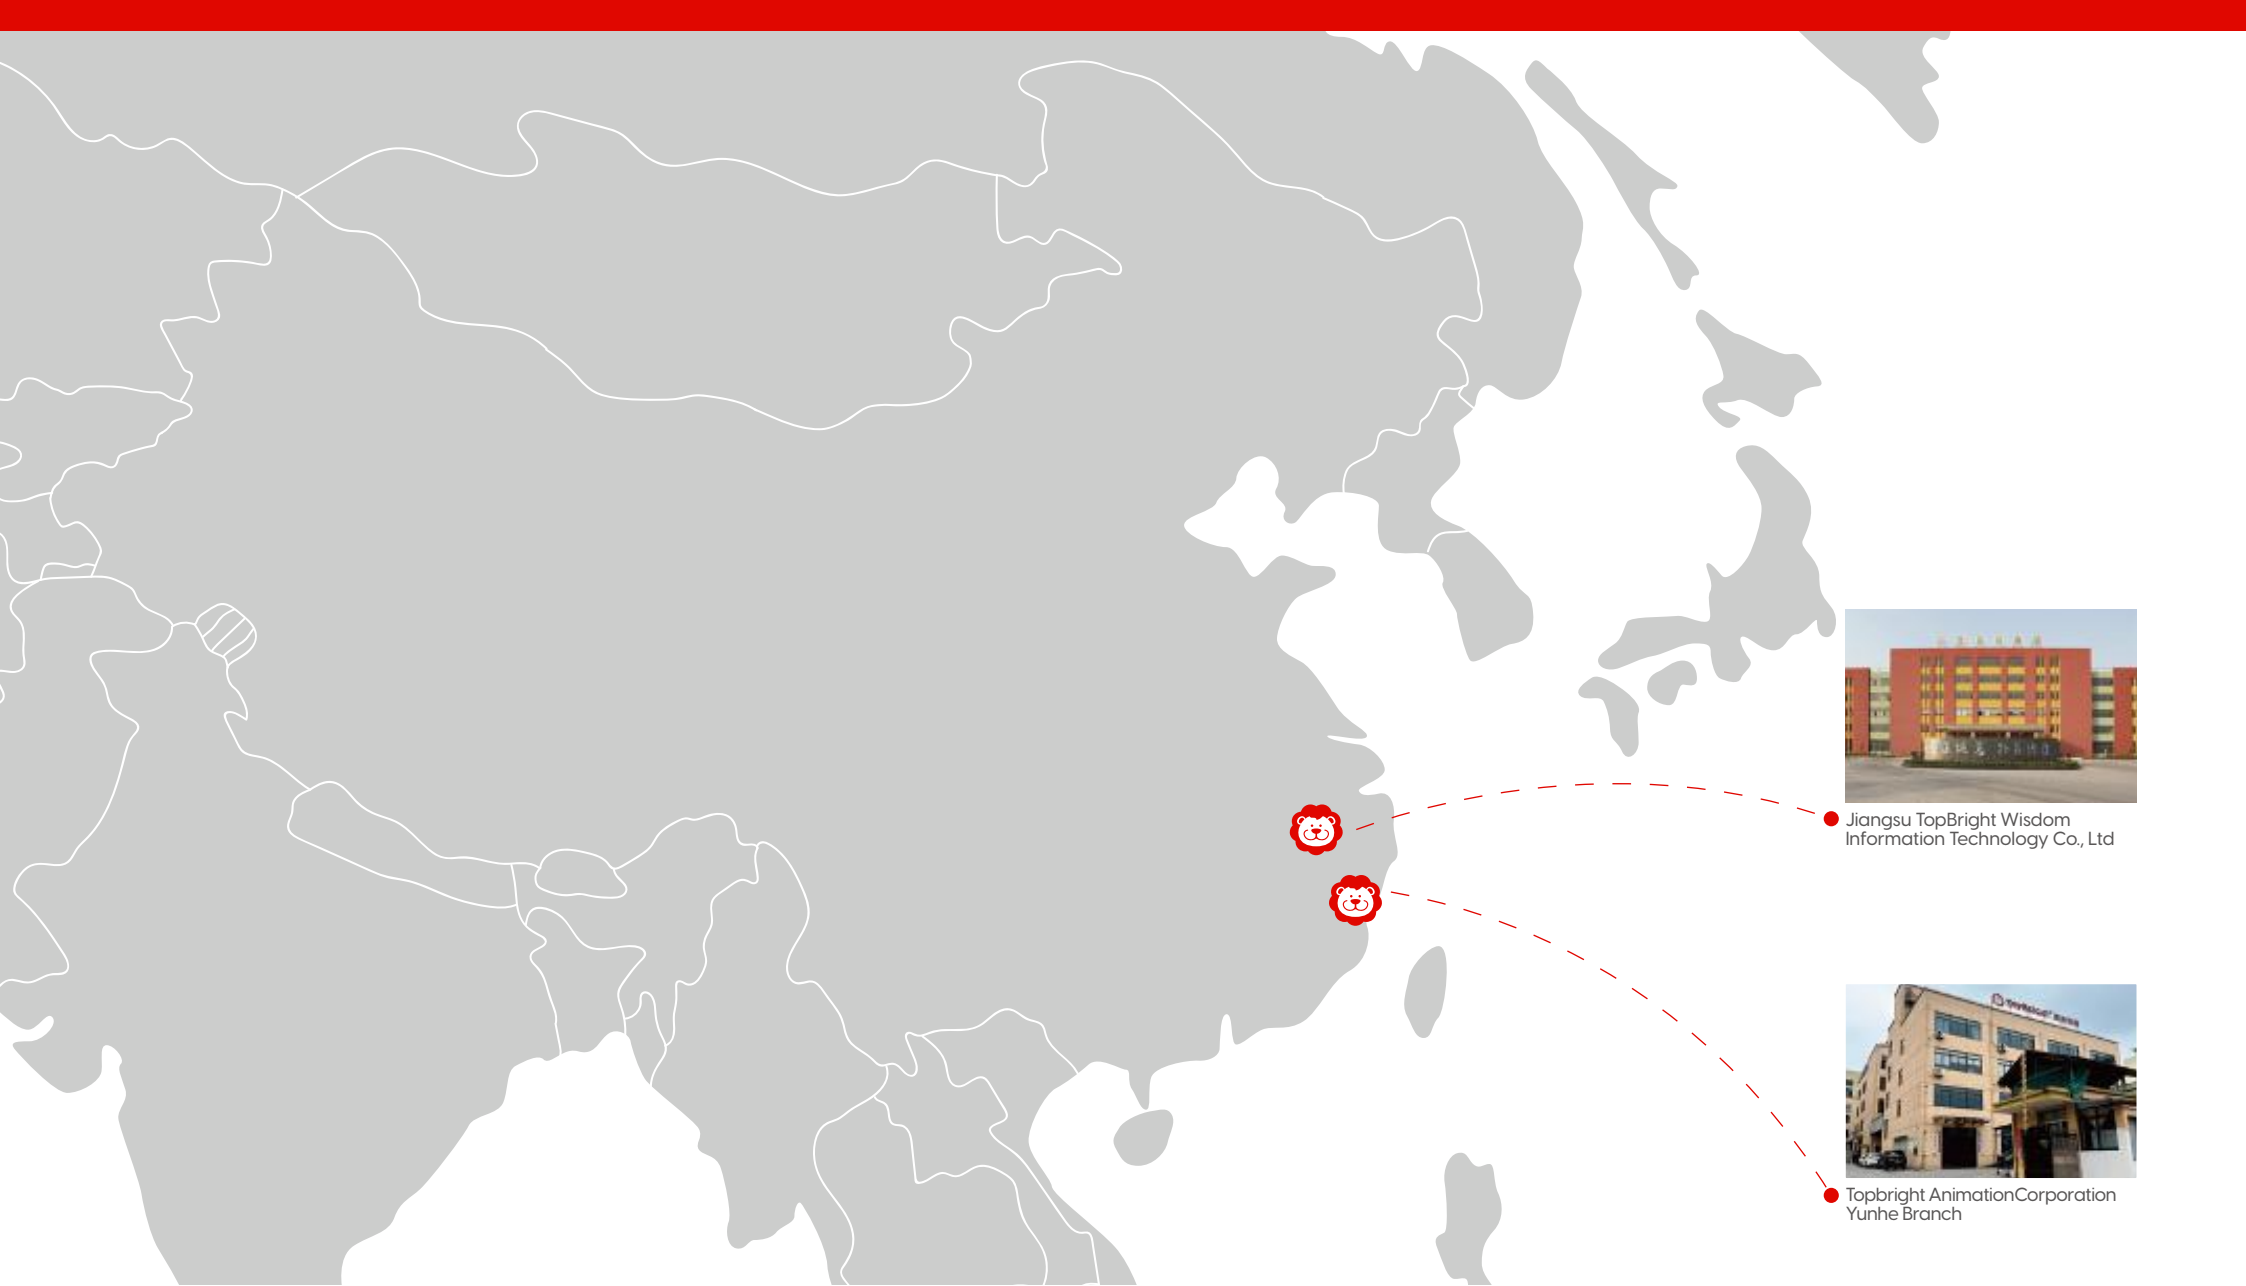 Jiangsu TopBright Wisdom
Information Technology Co., Ltd
Topbright AnimationCorporation
Yunhe Branch